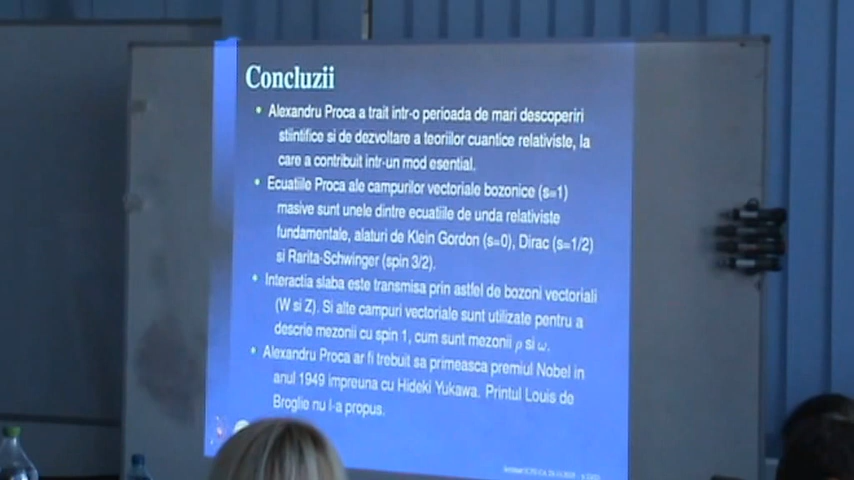 Concluzii
Alexandru Proca a trait intr-o perioada de mari descoperiri
stiintifice si de dezvoltare a teoriilor cuantice relativiste, la
care a contribuit intr-un mod esential.
Ecuatiile Proca ale campurilor vectoriale bozonice (s=1)
masive sunt unele dintre ecuatiile de unda relativiste
fundamentale, alaturi de Klein Gordon (s=0), Dirac (s=1/2)
si Rarita-Schwinger (spin 3/2).
Interactia slaba este transmisa prin astfel de bozoni vectoriali
(W si Z). Si alte campuri vectoriale sunt utilizate pentru a
descrie mezonii cu spin 1, cum sunt mezonii ρ si ω.
Alexandru Proca ar fi trebuit sa primeasca premiul Nobel in
anul 1949 impreuna cu Hideki Yukawa. Printul Louis de
Broglie nu l-a propus.